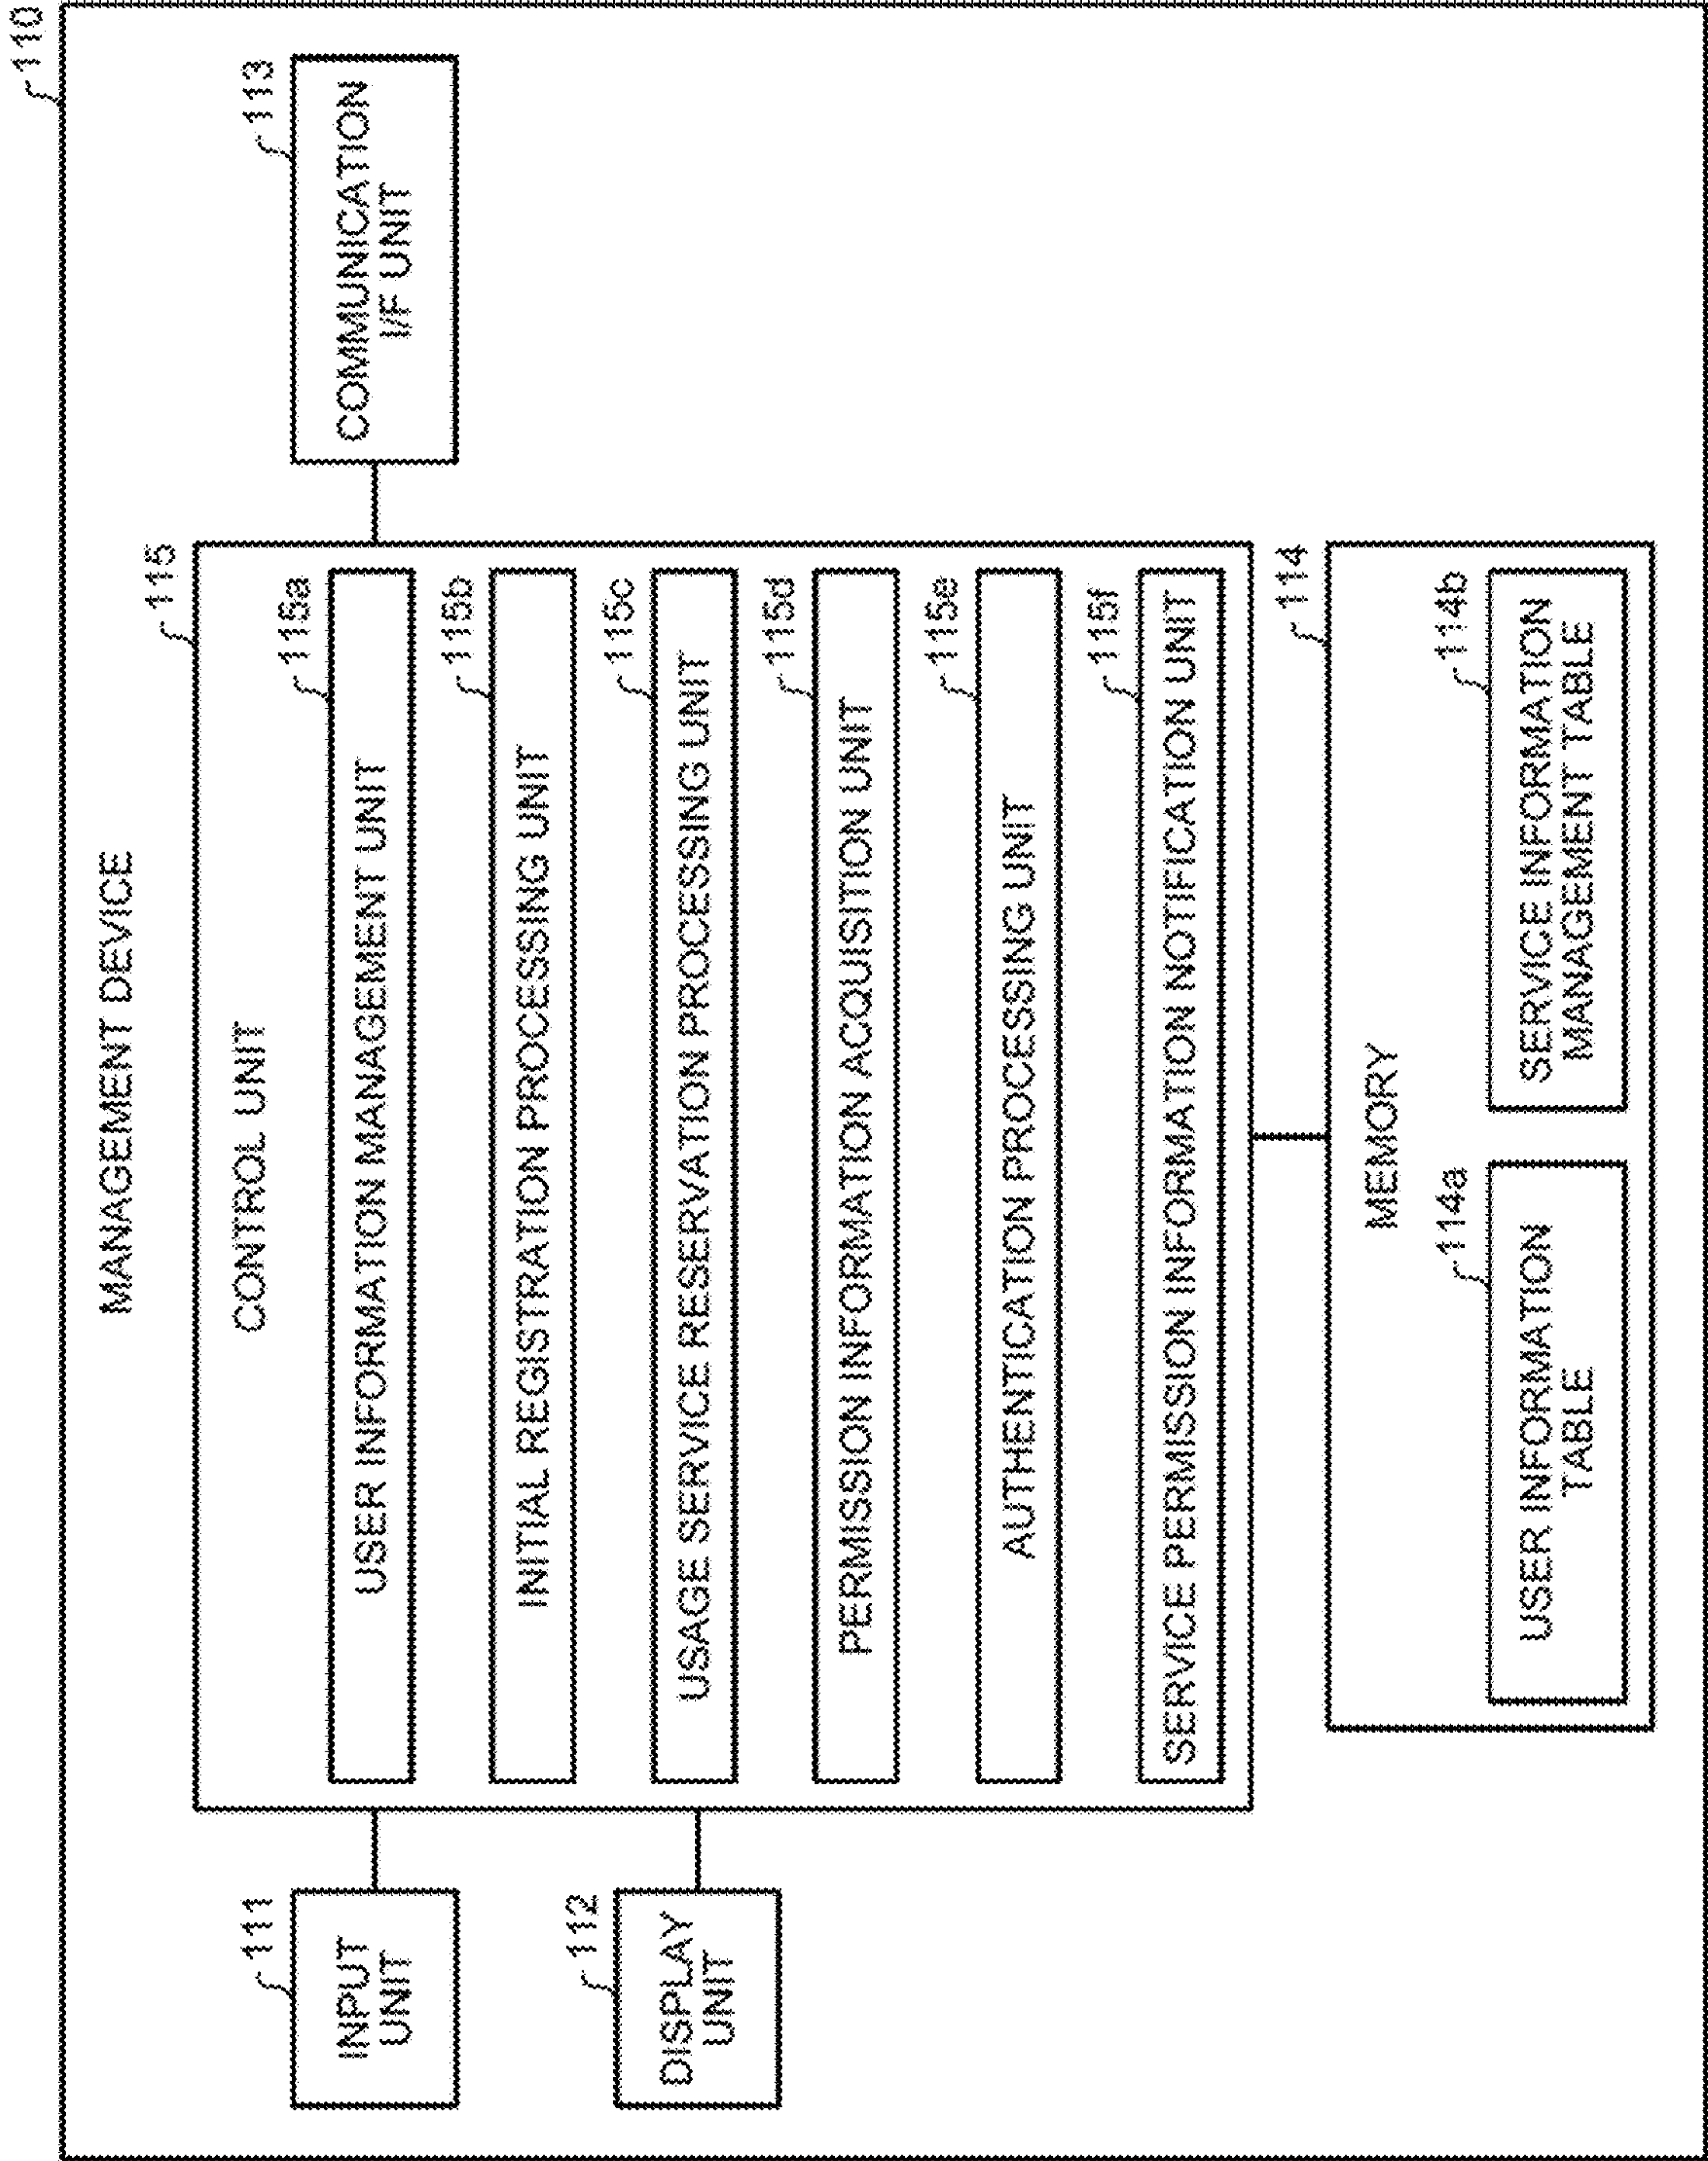 110
MANAGEMENT DEVICE
115
CONTROL UNIT
111
INPUT
UNIT
112
DISPLAY
UNIT
113
COMMUNICATION
I/F UNIT
115a
USER INFORMATION MANAGEMENT UNIT
115b
INITIAL REGISTRATION PROCESSING UNIT
115c
USAGE SERVICE RESERVATION PROCESSING UNIT
115d
PERMISSION INFORMATION ACQUISITION UNIT
115e
AUTHENTICATION PROCESSING UNIT
115f
SERVICE PERMISSION INFORMATION NOTIFICATION UNIT
114
MEMORY
114a
USER INFORMATION
TABLE
114b
SERVICE INFORMATION
MANAGEMENT TABLE